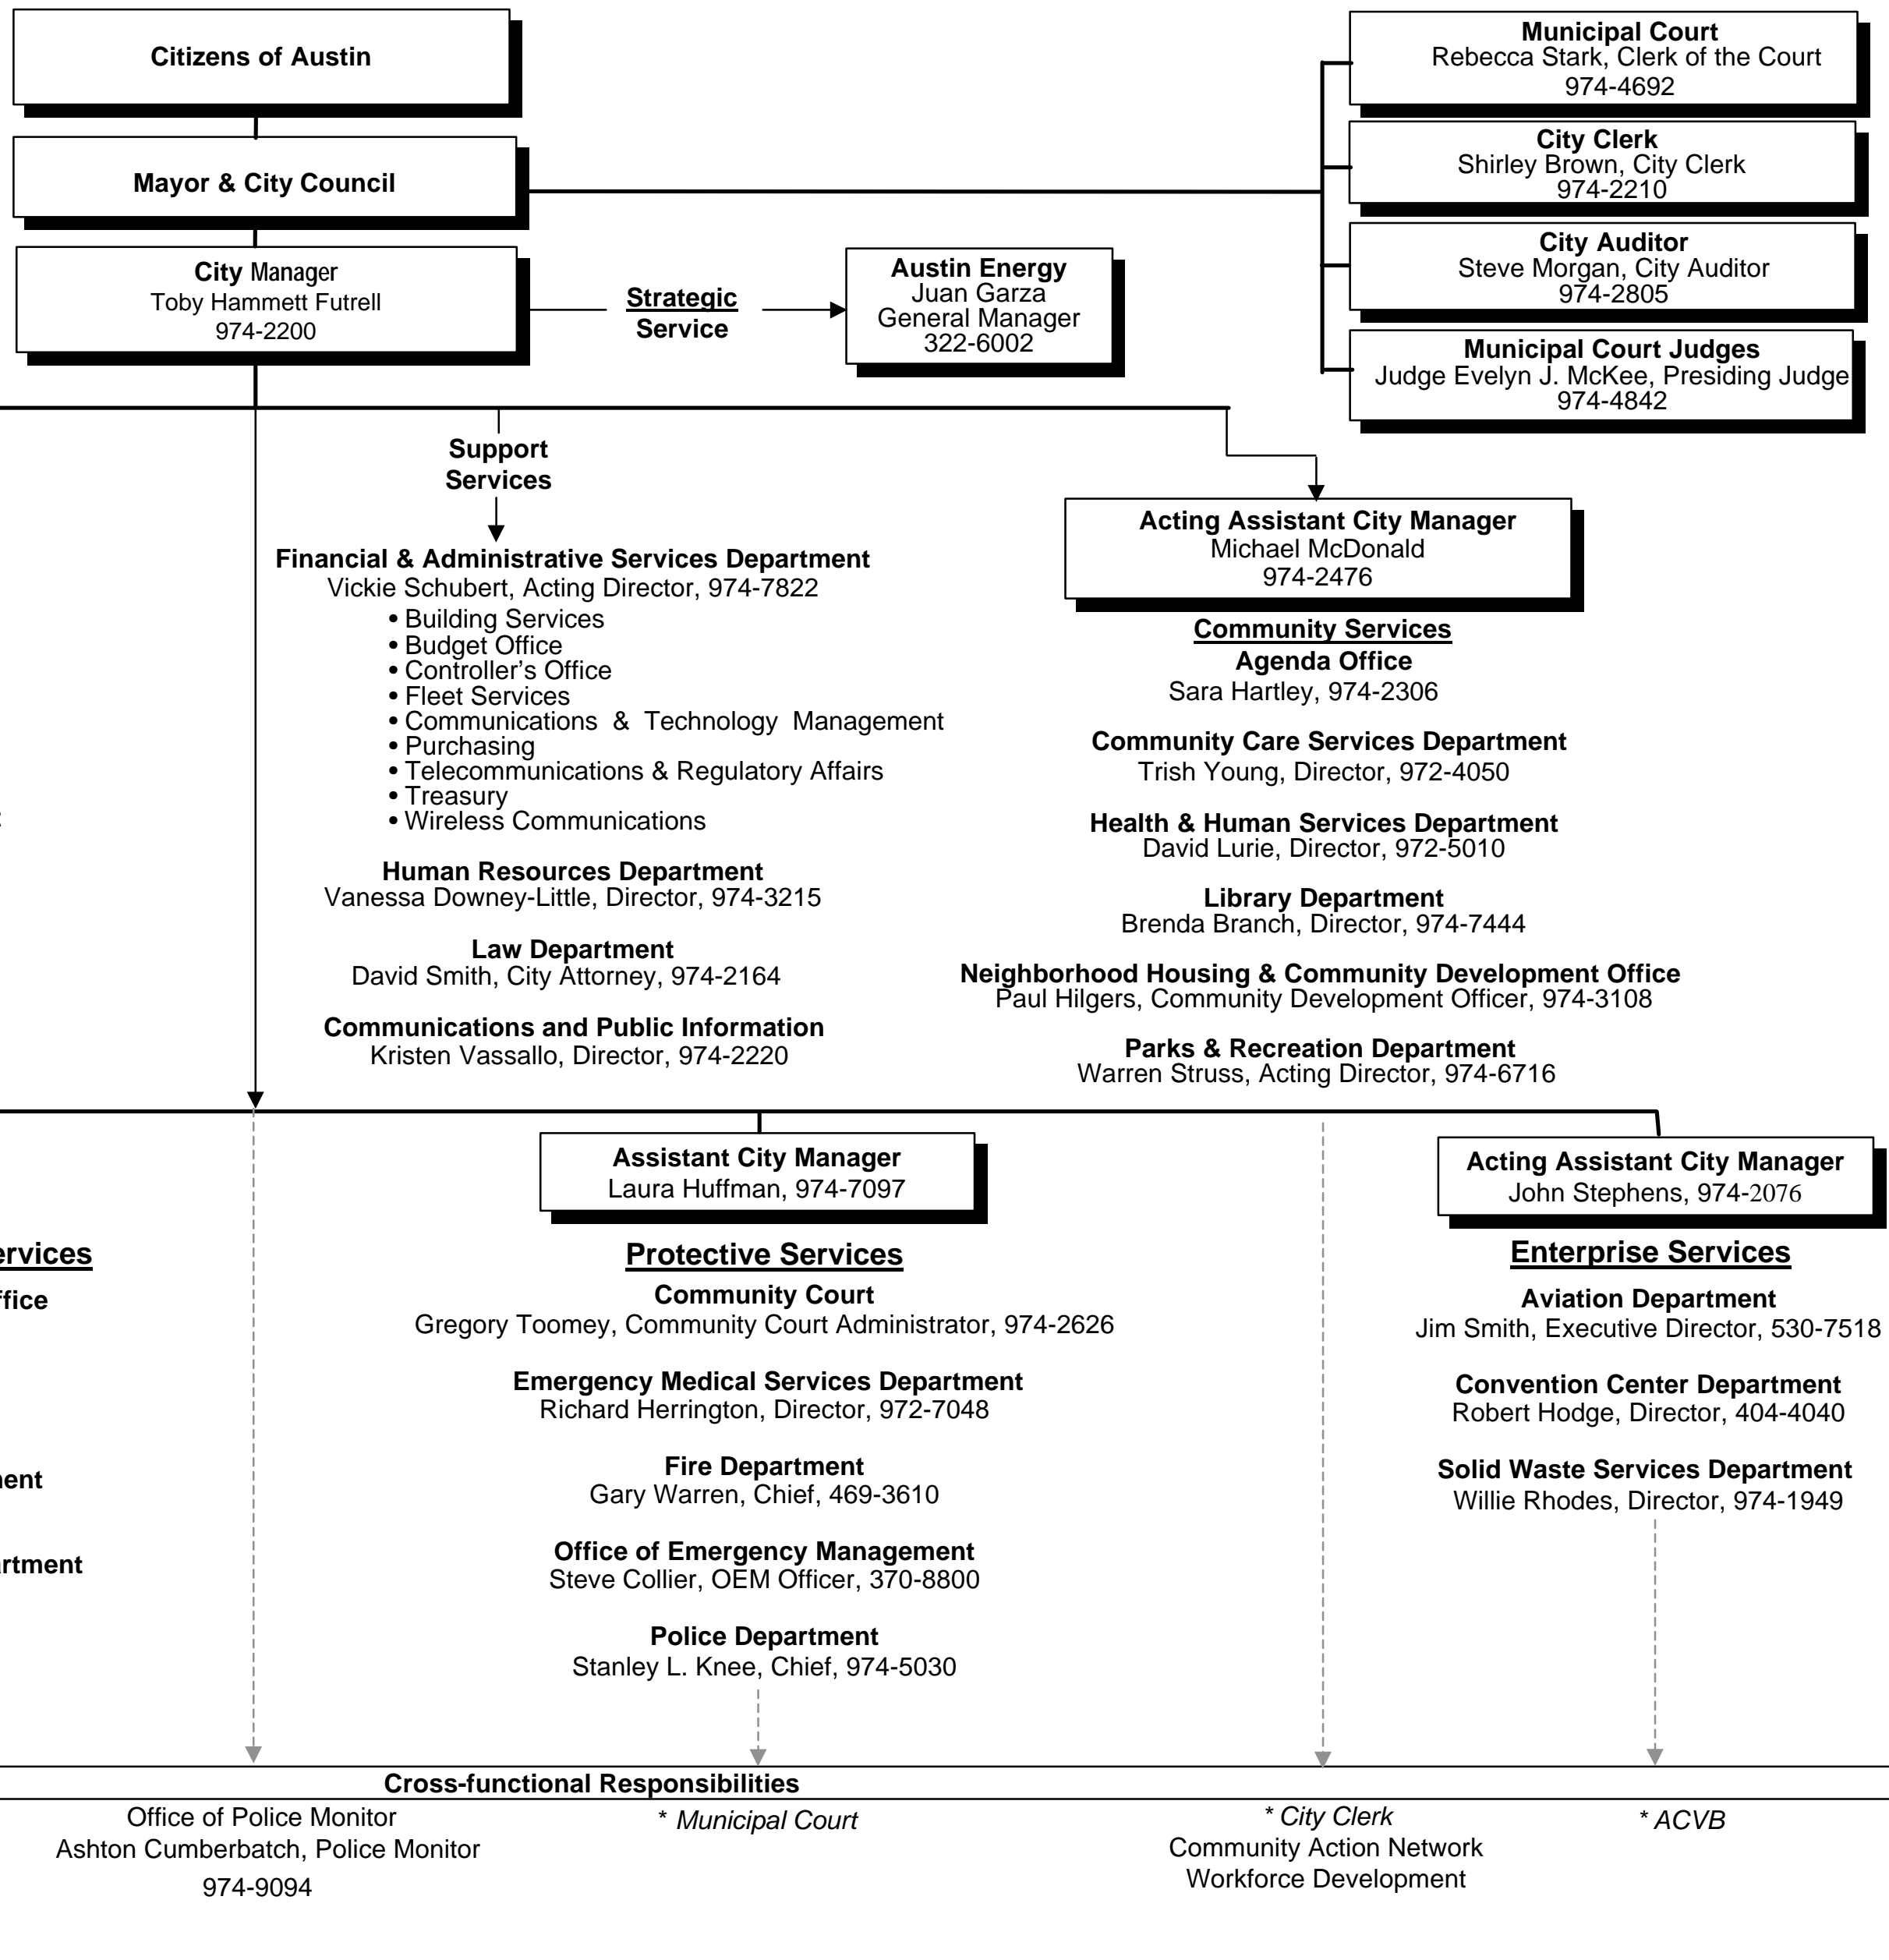 Citizens of Austin
Mayor & City Council
City Manager
Toby Hammett Futrell
974-2200
Strategic
Service
Austin Energy
Juan Garza
General Manager
322-6002
Municipal Court
Rebecca Stark, Clerk of the Court
974-4692
City Clerk
Shirley Brown, City Clerk
974-2210
City Auditor
Steve Morgan, City Auditor
974-2805
Municipal Court Judges
Judge Evelyn J. McKee, Presiding Judge
974-4842
Support
Services
Financial & Administrative Services Department
Vickie Schubert, Acting Director, 974-7822
• Building Services
• Budget Office
• Controller’s Office
• Fleet Services
• Communications & Technology Management
• Purchasing
• Telecommunications & Regulatory Affairs
• Treasury
• Wireless Communications
Human Resources Department
Vanessa Downey-Little, Director, 974-3215
Law Department
David Smith, City Attorney, 974-2164
Communications and Public Information
Kristen Vassallo, Director, 974-2220
Acting Assistant City Manager
Michael McDonald
974-2476
Community Services
Agenda Office
Sara Hartley, 974-2306
Community Care Services Department
Trish Young, Director, 972-4050
Health & Human Services Department
David Lurie, Director, 972-5010
Library Department
Brenda Branch, Director, 974-7444
Neighborhood Housing & Community Development Office
Paul Hilgers, Community Development Officer, 974-3108
Parks & Recreation Department
Warren Struss, Acting Director, 974-6716
ervices
ffice
ent
rtment
Assistant City Manager
Laura Huffman, 974-7097
Protective Services
Community Court
Gregory Toomey, Community Court Administrator, 974-2626
Emergency Medical Services Department
Richard Herrington, Director, 972-7048
Fire Department
Gary Warren, Chief, 469-3610
Office of Emergency Management
Steve Collier, OEM Officer, 370-8800
Police Department
Stanley L. Knee, Chief, 974-5030
Acting Assistant City Manager
John Stephens, 974-2076
Enterprise Services
Aviation Department
Jim Smith, Executive Director, 530-7518
Convention Center Department
Robert Hodge, Director, 404-4040
Solid Waste Services Department
Willie Rhodes, Director, 974-1949
Cross-functional Responsibilities
Office of Police Monitor
Ashton Cumberbatch, Police Monitor
974-9094
* Municipal Court
* City Clerk
Community Action Network
Workforce Development
* ACVB